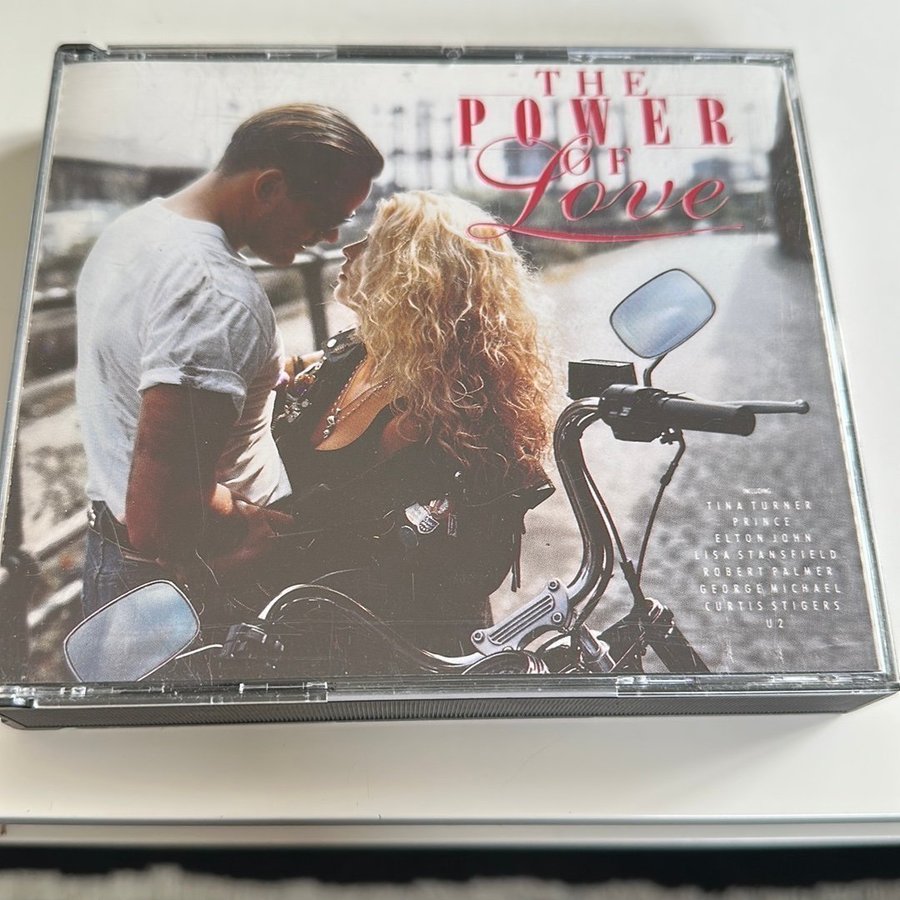 THE
POWER
OF
Love
INCLUDING
TINA TURNER
PRINCE
ELTON JOHN
LISA STANSFIELD
ROBERT PALMER
GEORGE MICHAEL
CURTIS STIGERS
U2